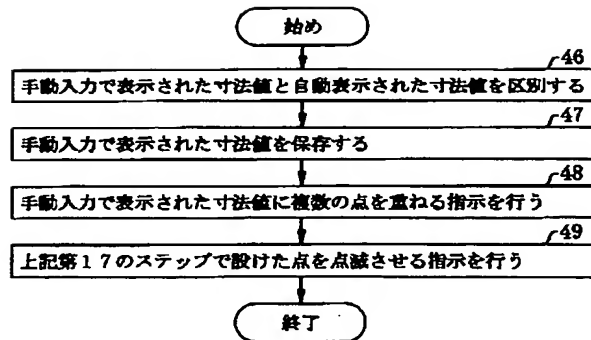 始め
46
手動入力で表示された寸法値と自動表示された寸法値を区別する
47
手動入力で表示された寸法値を保存する
48
手動入力で表示された寸法値に複数の点を重ねる指示を行う
49
上記第17のステップで設けた点を点滅させる指示を行う
終了